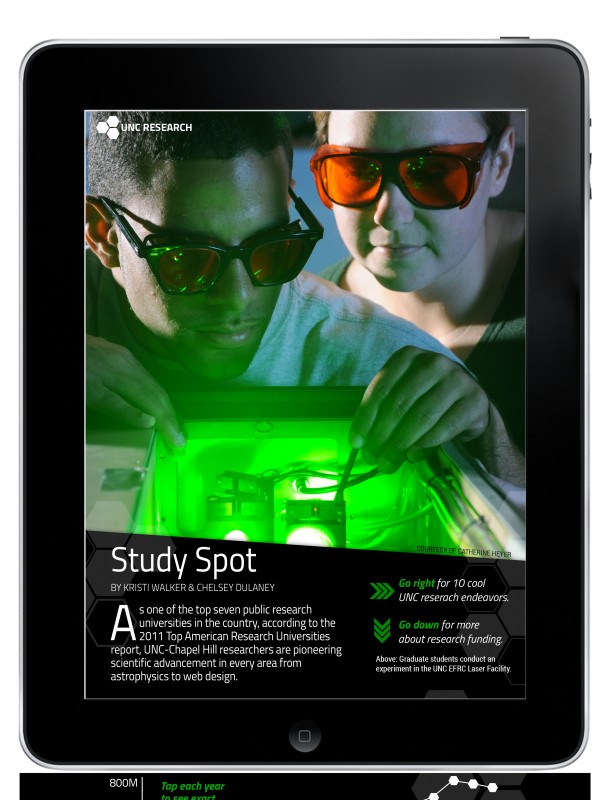 UNC RESEARCH
COURTESY OF CATHERINE HEYER
Study Spot
BY KRISTI WALKER & CHELSEY DULANEY
As one of the top seven public research
universities in the country, according to the
2011 Top American Research Universities
report, UNC-Chapel Hill researchers are pioneering
scientific advancement in every area from
astrophysics to web design.
Go right for 10 cool
UNC reserach endeavors.
Go down for more
about research funding.
Above: Graduate students conduct an
experiment in the UNC EFRC Laser Facility.
800M
Tap each year
to see exact